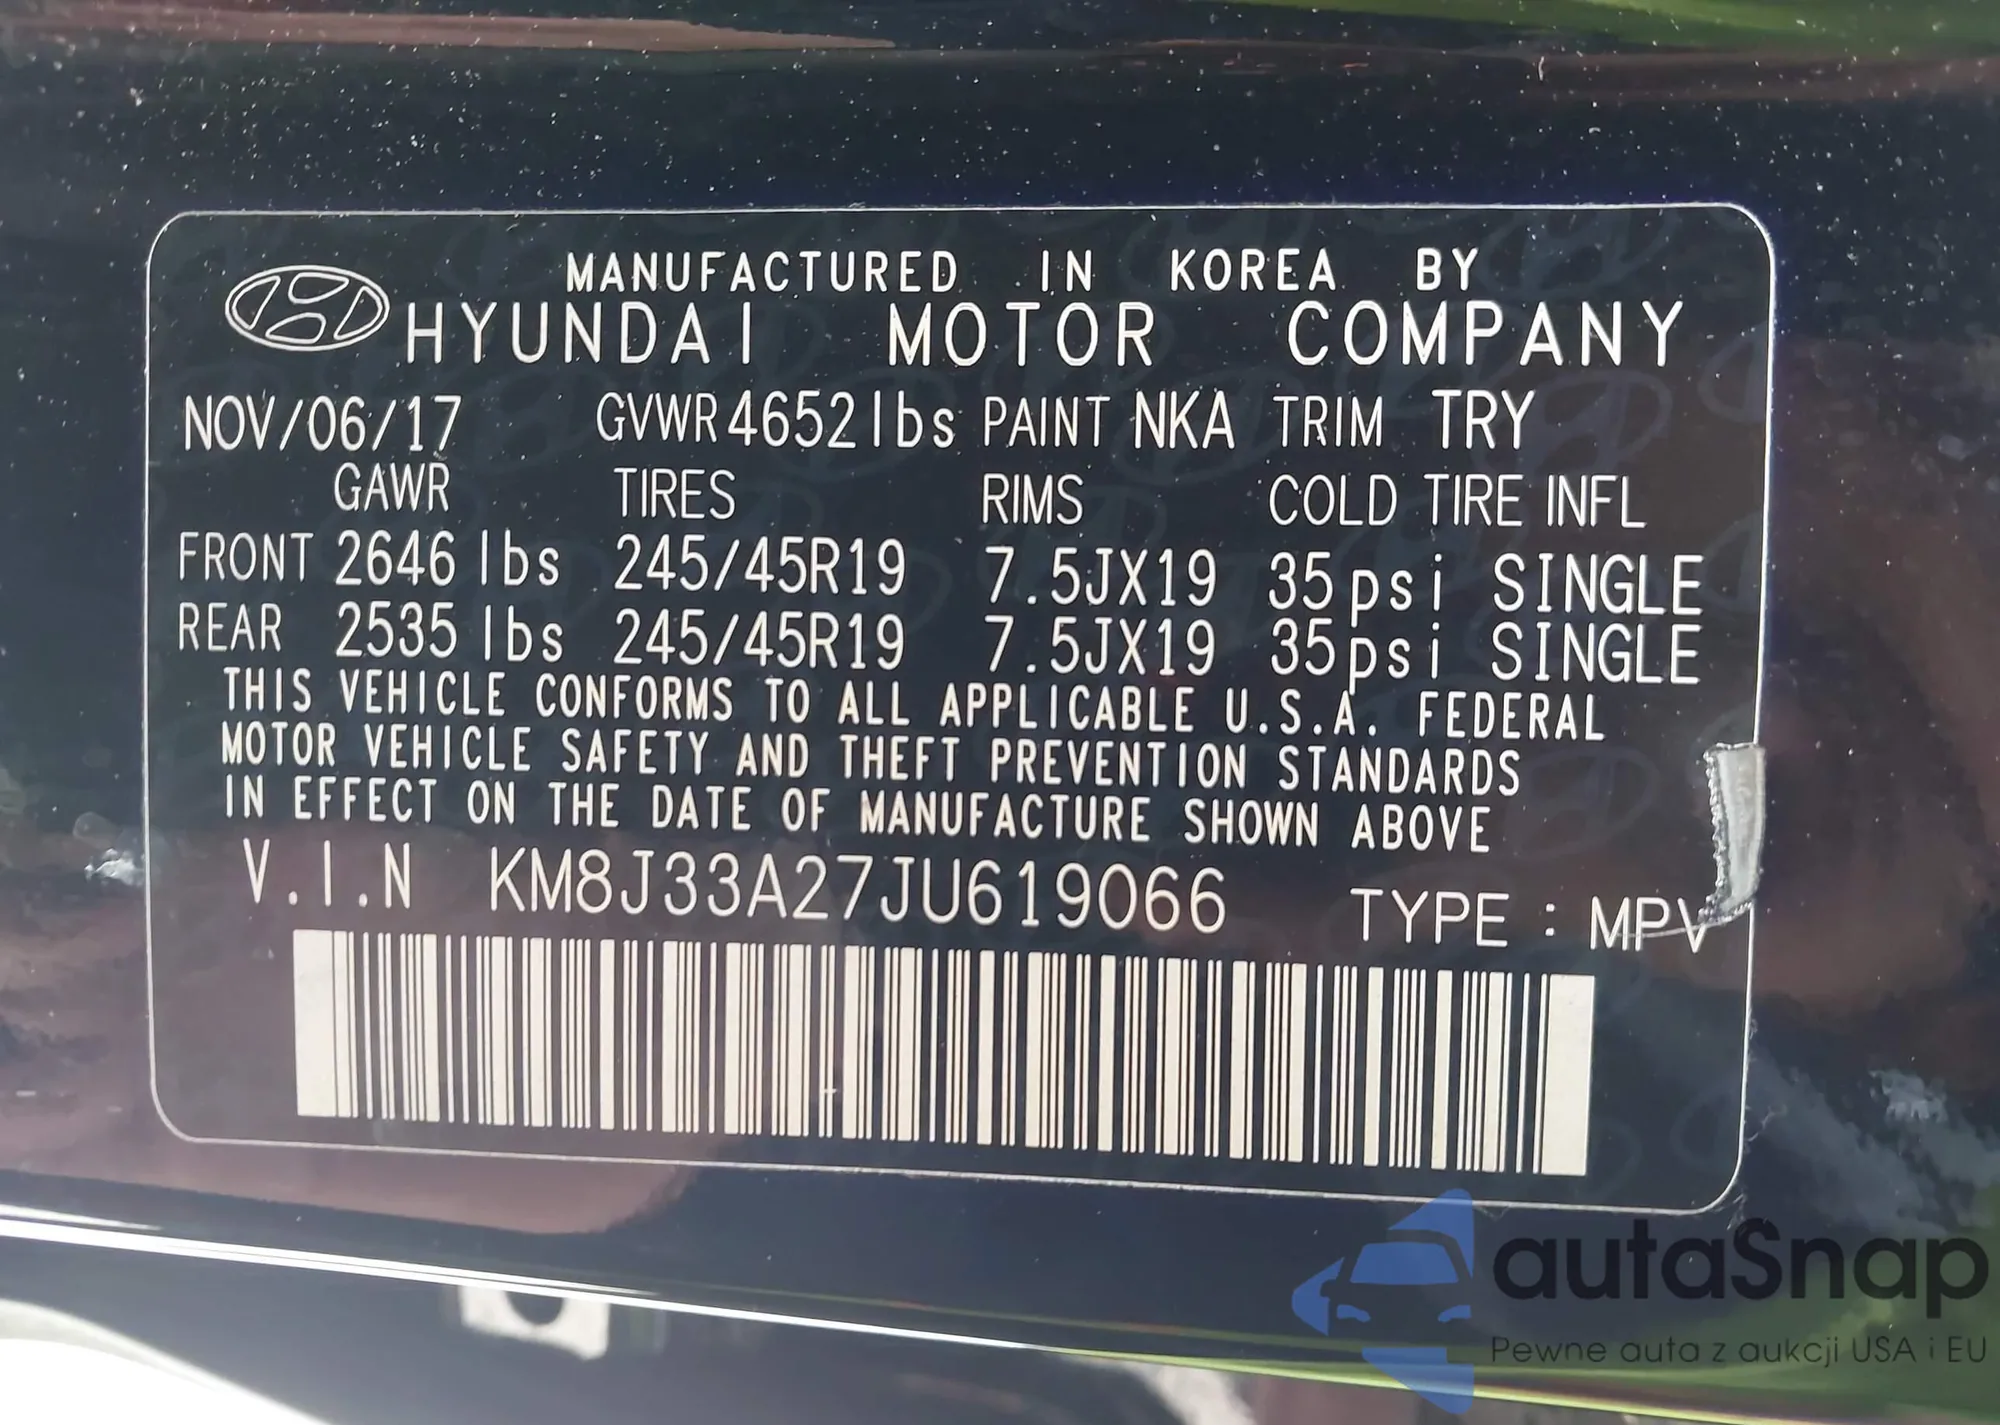 MANUFACTURED IN KOREA BY
HYUNDAI MOTOR COMPANY
NOV/06/17 GVWR 4652lbs PAINT NKA TRIM TRY
GAWR TIRES RIMS COLD TIRE INFL
FRONT 2646 lbs 245/45R19 7.5JX19 35psi SINGLE
REAR 2535 lbs 245/45R19 7.5JX19 35psi SINGLE
THIS VEHICLE CONFORMS TO ALL APPLICABLE U.S.A. FEDERAL
MOTOR VEHICLE SAFETY AND THEFT PREVENTION STANDARDS
IN EFFECT ON THE DATE OF MANUFACTURE SHOWN ABOVE
V.I.N KM8J33A27JU619066 TYPE : MPV
autaSnap
Pewne auta z aukcji USA i EU